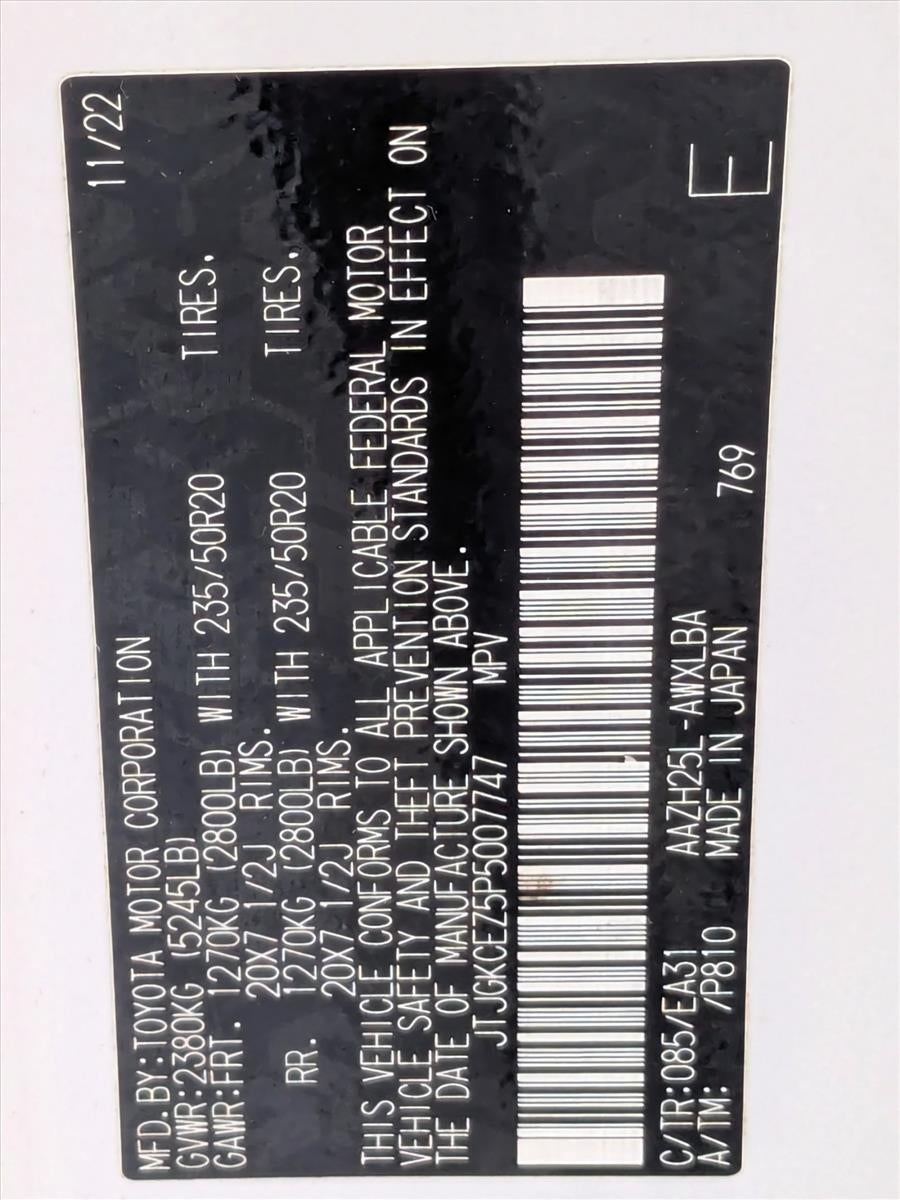 MFD.BY:TOYOTA MOTOR CORPORATION 11/22
GVWR:2380KG (5245LB)
GAWR:FRT. 1270KG (2800LB) WITH 235/50R20 TIRES.
20X7 1/2J RIMS.
RR. 1270KG (2800LB) WITH 235/50R20 TIRES.
20X7 1/2J RIMS.
THIS VEHICLE CONFORMS TO ALL APPLICABLE FEDERAL MOTOR
VEHICLE SAFETY AND THEFT PREVENTION STANDARDS IN EFFECT ON
THE DATE OF MANUFACTURE SHOWN ABOVE.
JTJGKCEZ5P5007747 MPV
C/TR:085/EA31 AAZH25L-AWXLBA
A/TM: /P810 MADE IN JAPAN 769 E